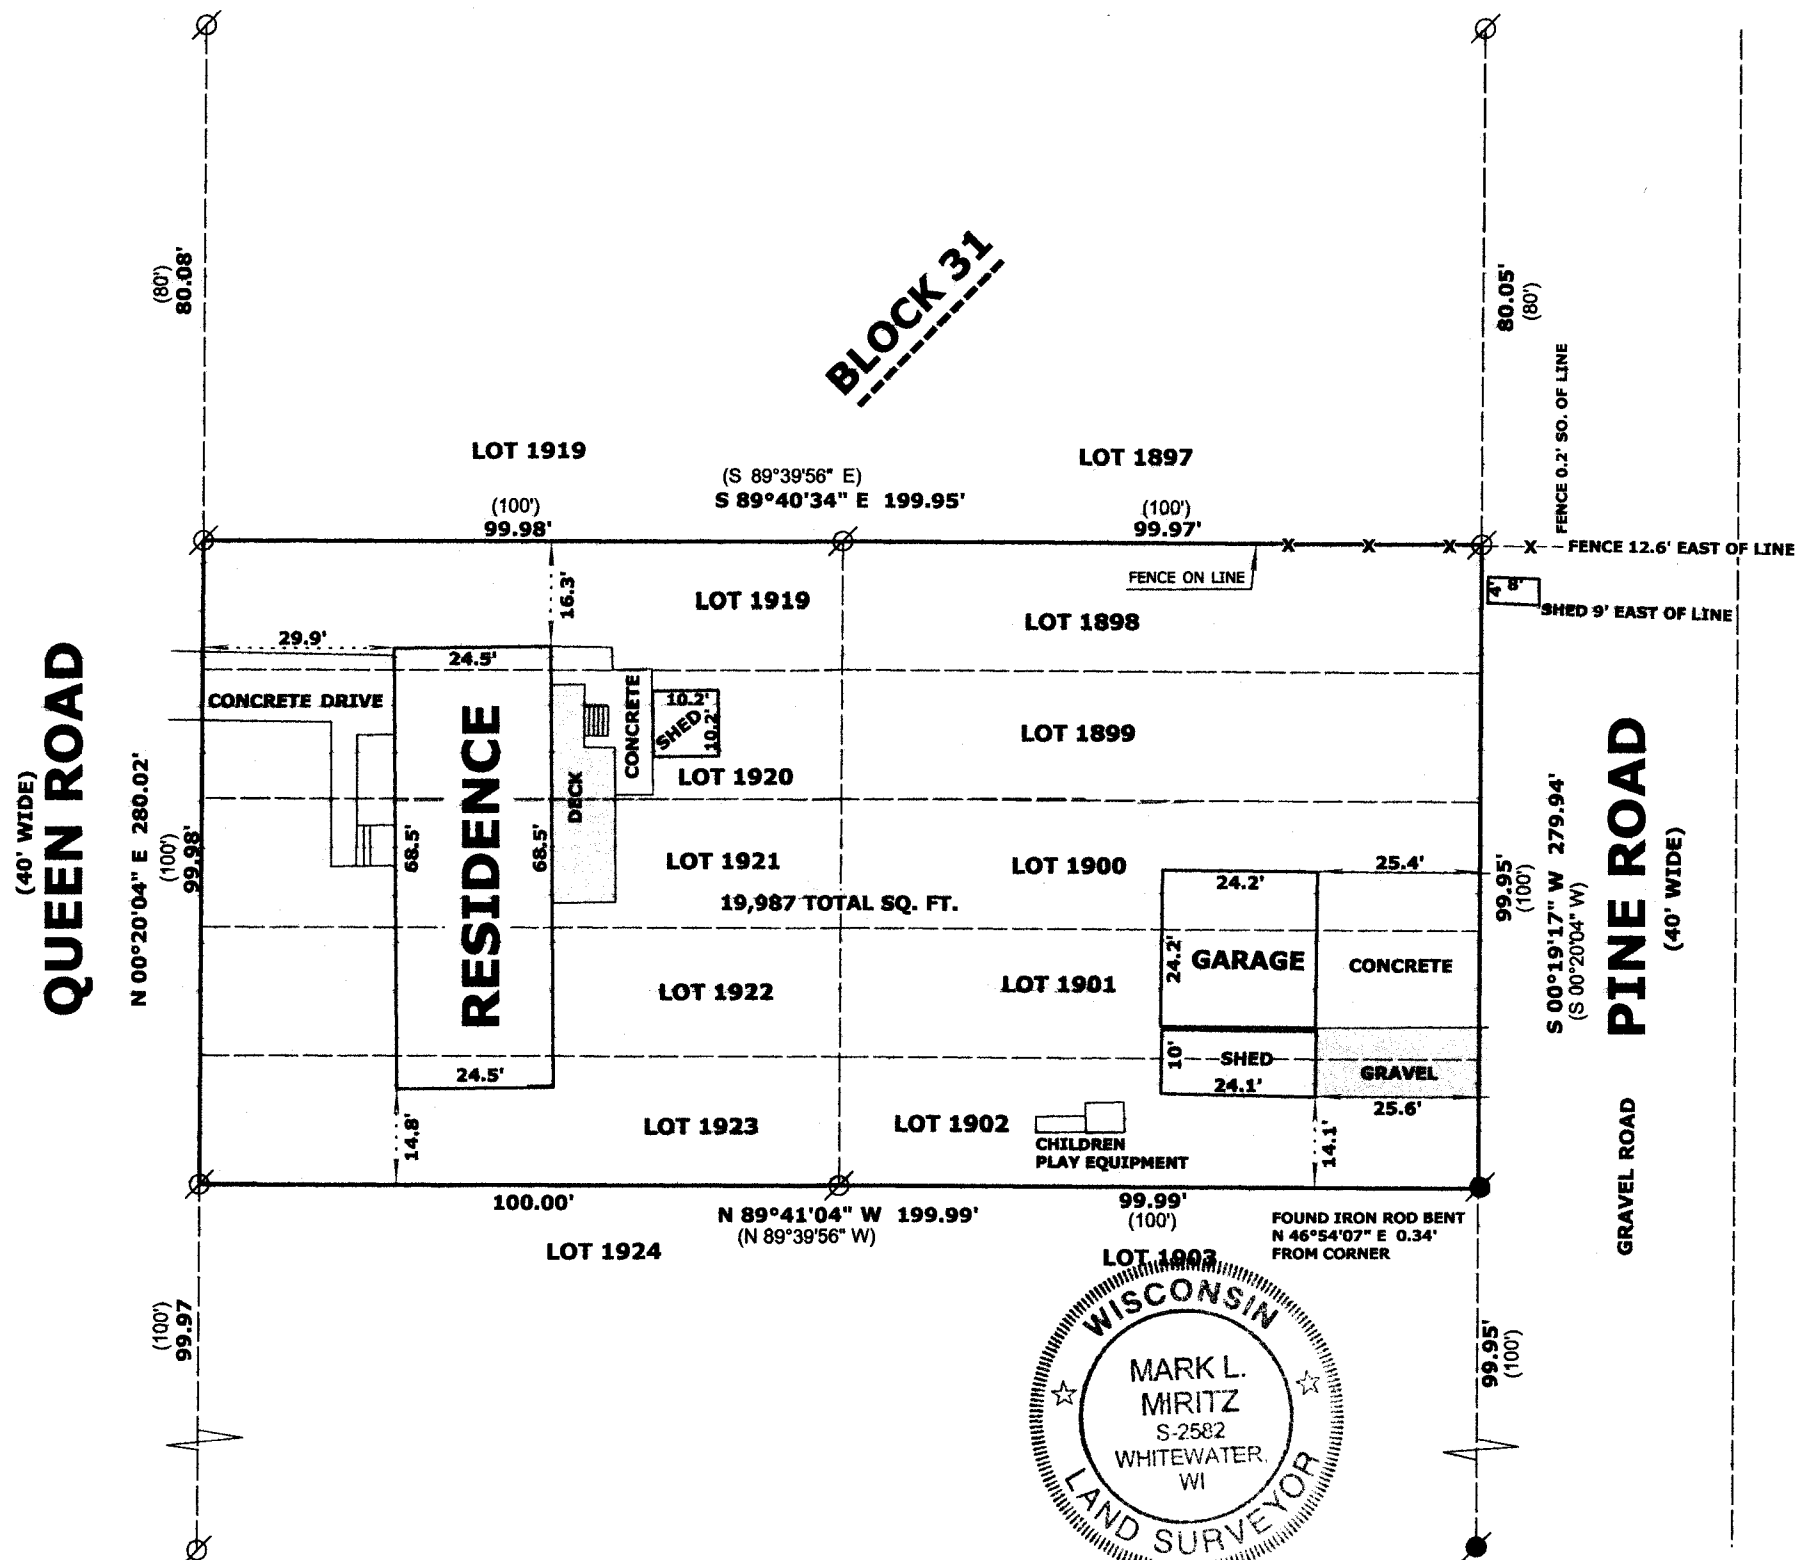 (80')
80.08'
80.05'
(80')
BLOCK 31
FENCE 0.2' SO. OF LINE
LOT 1919
LOT 1897
(S 89°39'56" E)
S 89°40'34" E 199.95'
(100')
99.98'
(100')
99.97'
FENCE 12.6' EAST OF LINE
X X X X
FENCE ON LINE
4' 8'
SHED 9' EAST OF LINE
16.3'
LOT 1919
LOT 1898
29.9'
24.5'
CONCRETE DRIVE
CONCRETE
10.2'
SHED
10.2'
LOT 1899
LOT 1920
DECK
QUEEN ROAD
(40' WIDE)
N 00°20'04" E 280.02'
(100')
99.98'
68.5'
RESIDENCE
68.5'
LOT 1921
LOT 1900
19,987 TOTAL SQ. FT.
24.2'
25.4'
24.2'
GARAGE
CONCRETE
99.95'
(100')
S 00°19'17" W 279.94'
(S 00°20'04" W)
PINE ROAD
(40' WIDE)
LOT 1922
LOT 1901
10'
SHED
24.1'
GRAVEL
25.6'
24.5'
14.8'
LOT 1923
LOT 1902
CHILDREN
PLAY EQUIPMENT
14.1'
GRAVEL ROAD
100.00'
N 89°41'04" W 199.99'
(N 89°39'56" W)
99.99'
(100')
FOUND IRON ROD BENT
N 46°54'07" E 0.34'
FROM CORNER
LOT 1924
LOT 1903
(100')
99.97
99.95'
(100')
WISCONSIN
MARK L.
MIRITZ
S-2582
WHITEWATER,
WI
LAND SURVEYOR